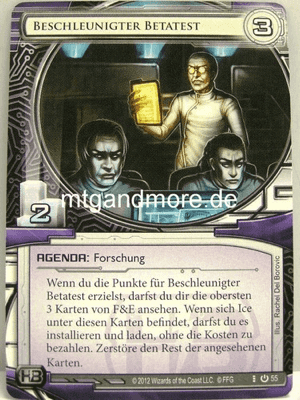 Beschleunigter Betatest
3
mtgandmore.de
2
AGENDA: Forschung
Wenn du die Punkte für Beschleunigter
Betatest erzielst, darfst du dir die obersten
3 Karten von F&E ansehen. Wenn sich Ice
unter diesen Karten befindet, darfst du es
installieren und laden, ohne die Kosten zu
bezahlen. Zerstöre den Rest der angesehenen
Karten.
Illus. Rachel Del Borovic
HB
© 2012 Wizards of the Coast LLC. © FFG
55